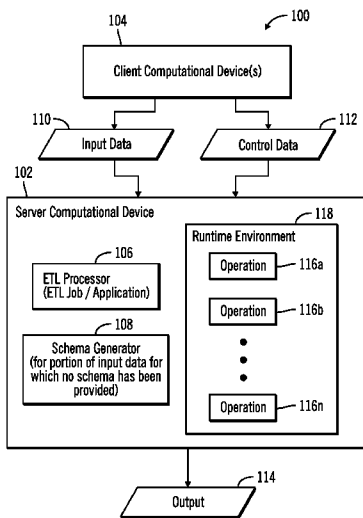 100
104
Client Computational Device(s)
110
112
Input Data
Control Data
102
118
Server Computational Device
Runtime Environment
106
ETL Processor
(ETL Job / Application)
Operation
116a
Operation
116b
108
Schema Generator
(for portion of input data for
which no schema has been
provided)
Operation
116n
114
Output